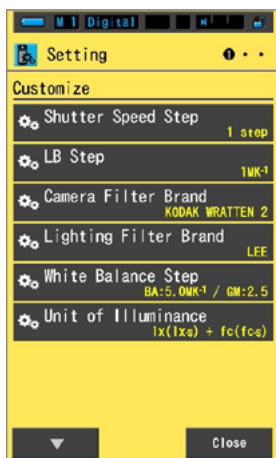 M 1 Digital
Setting
Customize
Shutter Speed Step
1 step
LB Step
1MK⁻¹
Camera Filter Brand
KODAK WRATTEN 2
Lighting Filter Brand
LEE
White Balance Step
BA:5.0MK⁻¹ / GM:2.5
Unit of Illuminance
lx(lxs) + fc(fcs)
Close